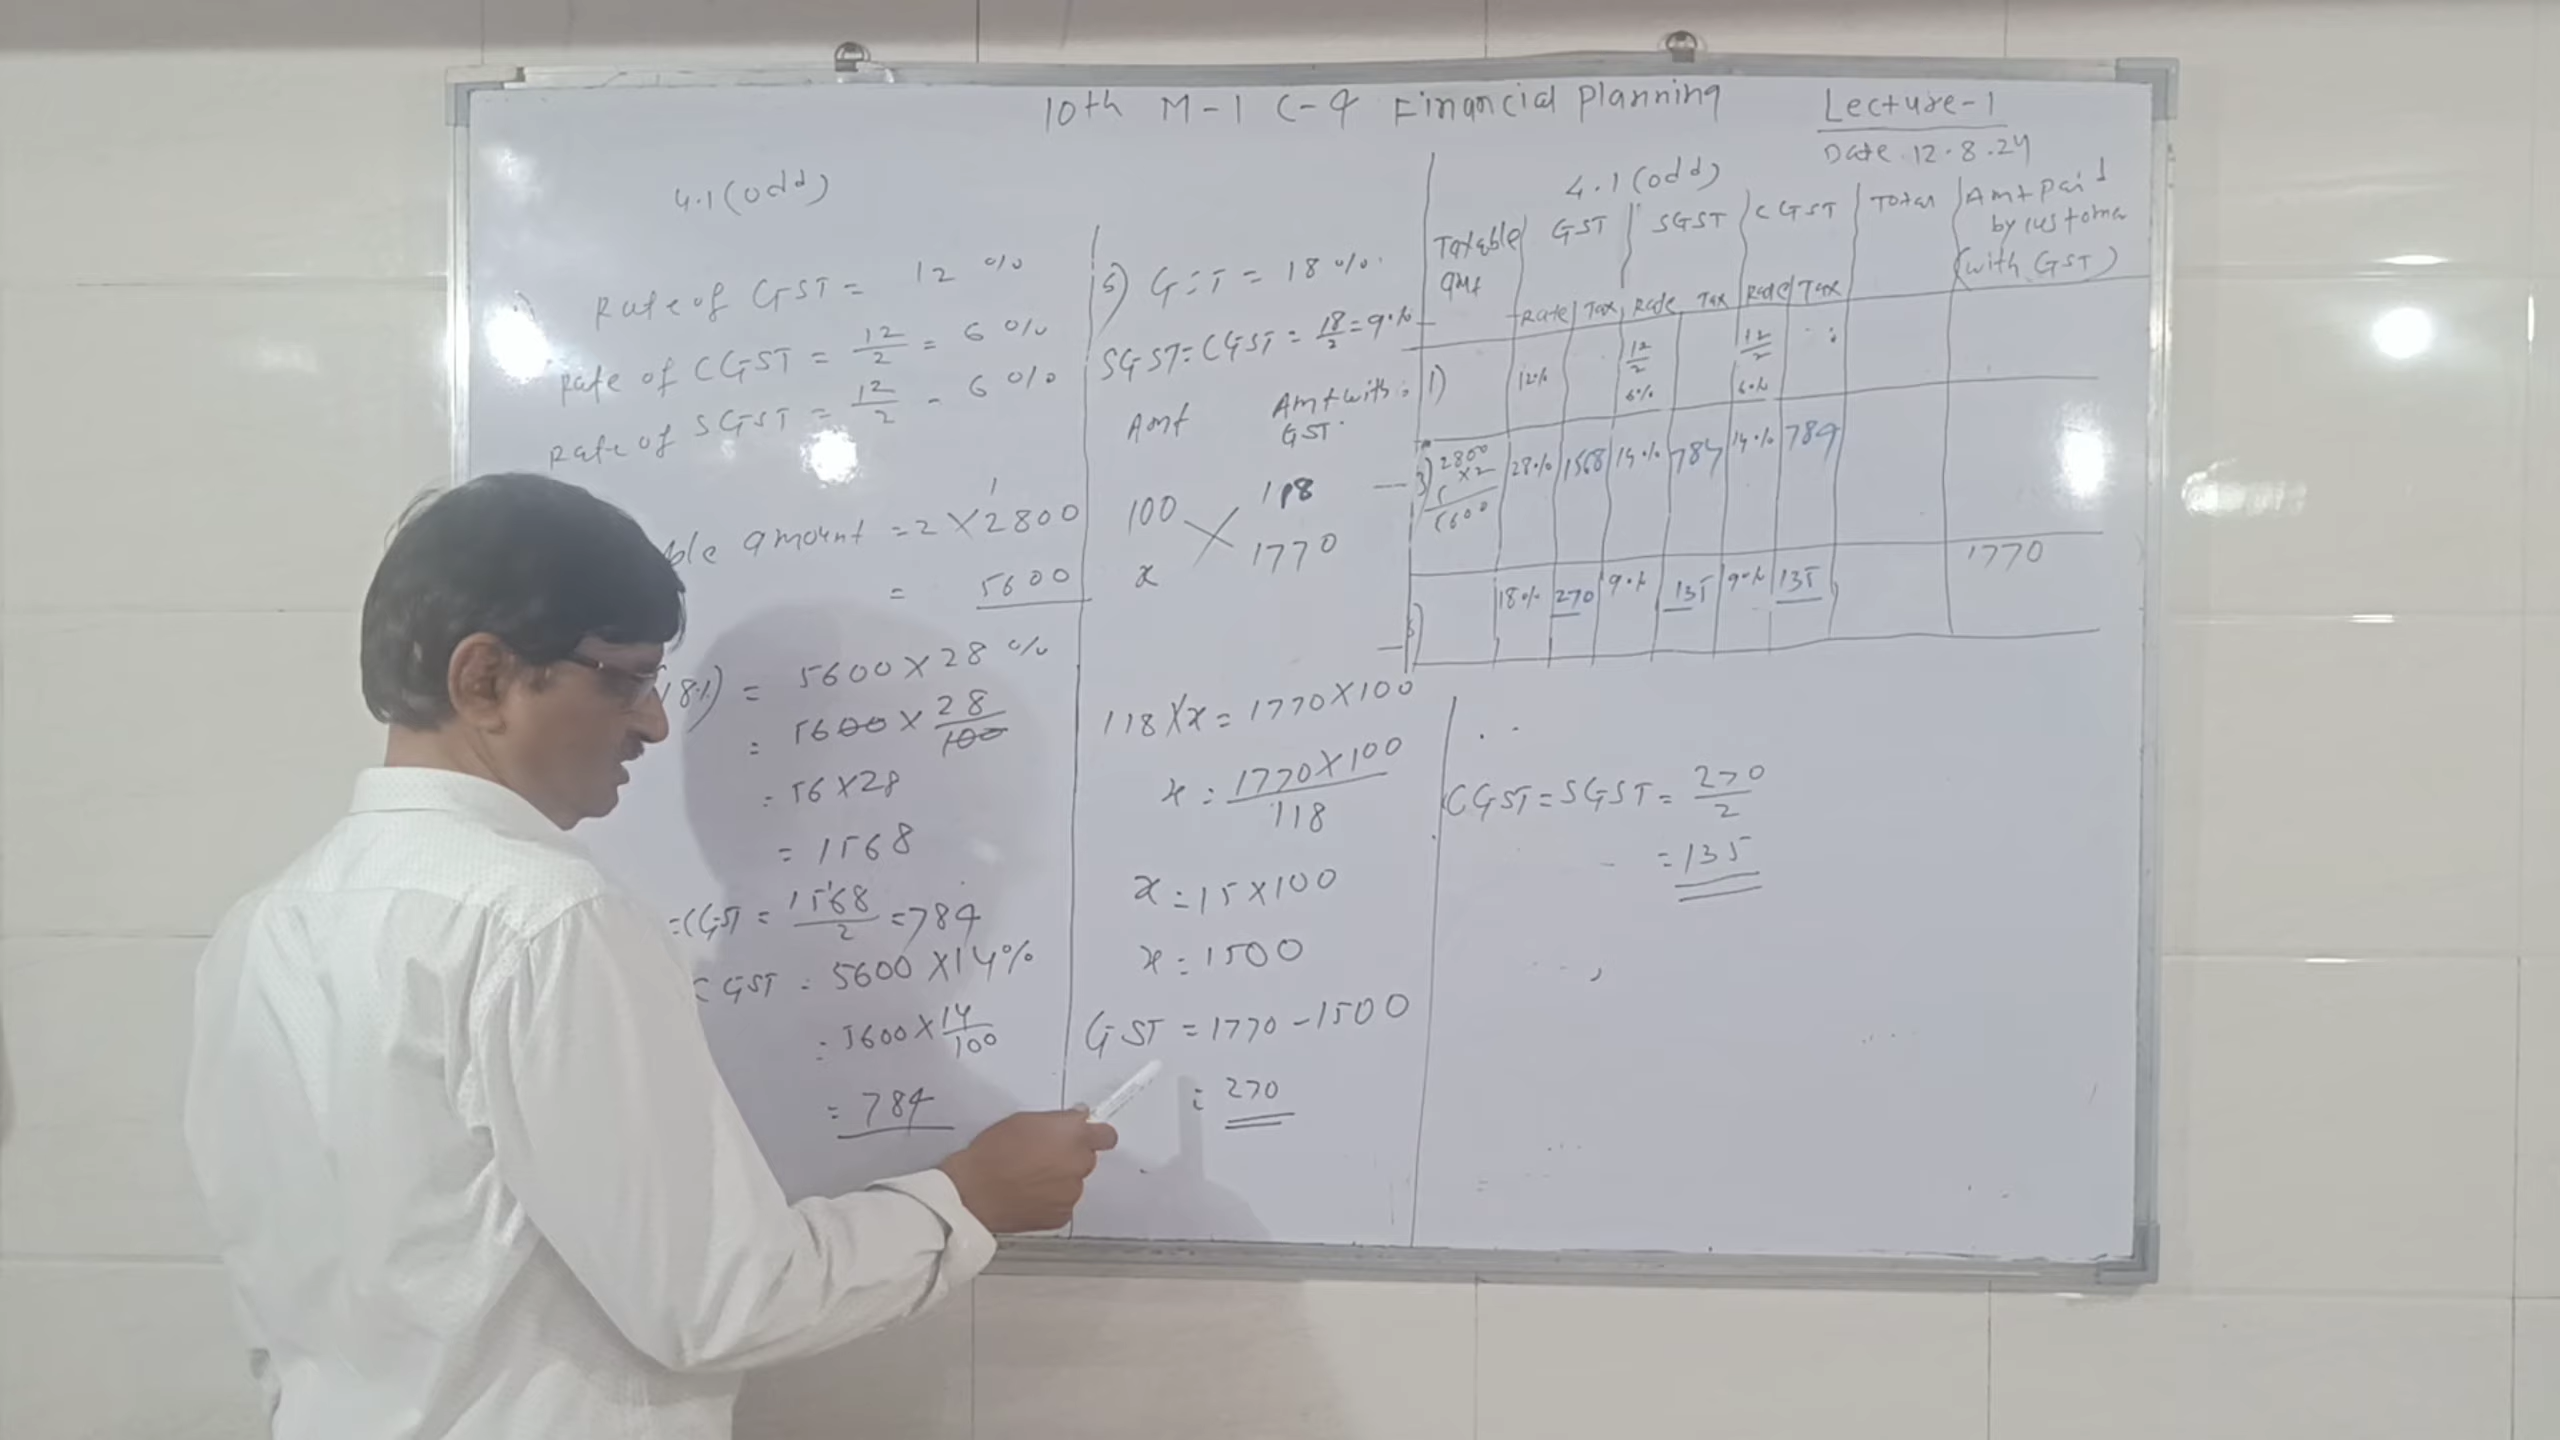 10th M-1 C-4 Financial Planning
Lecture-1
Date. 12.8.24
4.1(odd)
Rate of GST = 12 %
Rate of CGST = 12/2 = 6 %
Rate of SGST = 12/2 = 6 %
amount = 2 X 2800
= 5600
= 5600 X 28 %
= 5600 X 28/100
= 56 X 28
= 1568
= CGST = 1568/2 = 784
CGST = 5600 X 14%
= 5600 X 14/100
= 784
5) GST = 18 %.
SGST = CGST = 18/2 = 9%
Amt Amt with GST.
100 118
x 1770
118 X x = 1770 X 100
x = 1770 X 100/118
x = 15 X 100
x = 1500
GST = 1770 - 1500
= 270
4.1(odd)
Taxable amt GST SGST CGST Total Amt paid by customer (with GST)
Rate Tax Rate Tax Rate Tax
1) 12% 12/2 6% 12/2 6%
3) 2800 X2 5600 28% 1568 14% 784 14% 784
5) 18% 270 9% 135 9% 135 1770
CGST = SGST = 270/2
= 135